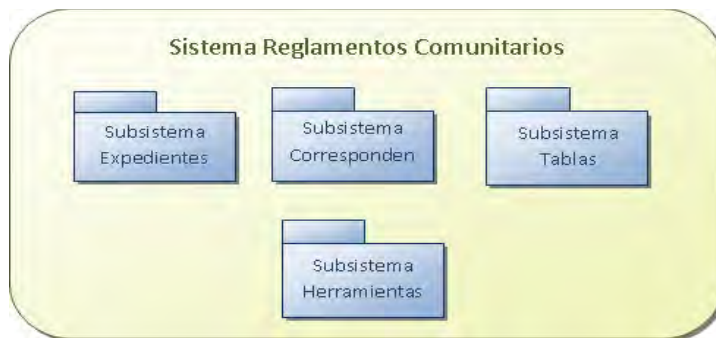 Sistema Reglamentos Comunitarios
Subsistema
Expedientes
Subsistema
Corresponden
Subsistema
Tablas
Subsistema
Herramientas